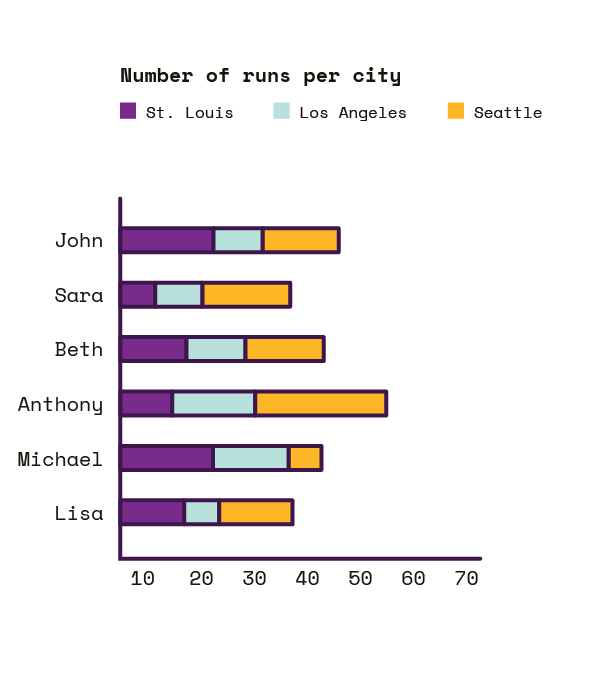 Number of runs per city
St. Louis Los Angeles Seattle
John
Sara
Beth
Anthony
Michael
Lisa
10 20 30 40 50 60 70